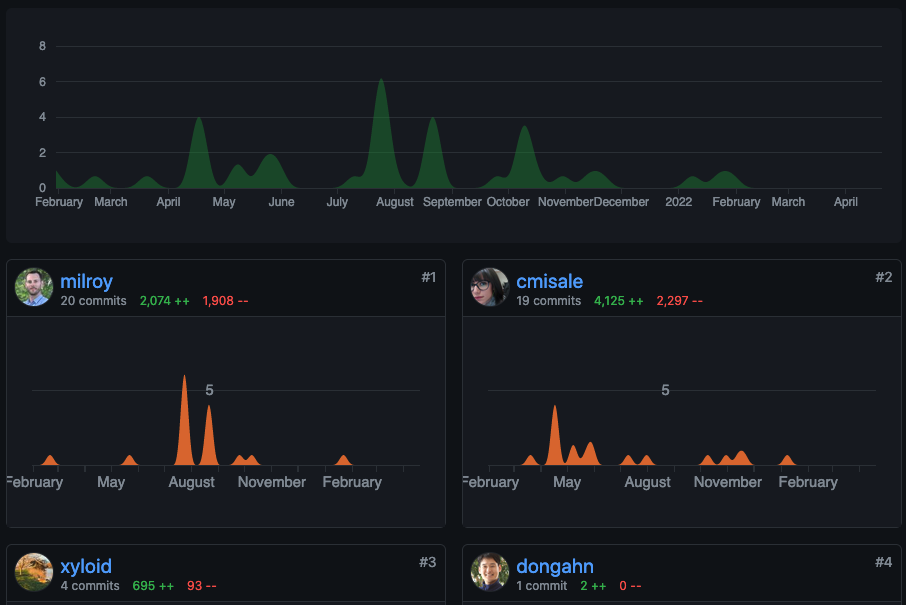 8
6
4
2
0
February March April May June July August September October NovemberDecember 2022 February March April
milroy #1
20 commits 2,074 ++ 1,908 --
5
February May August November February
cmisale #2
19 commits 4,125 ++ 2,297 --
5
February May August November February
xyloid #3
4 commits 695 ++ 93 --
dongahn #4
1 commit 2 ++ 0 --